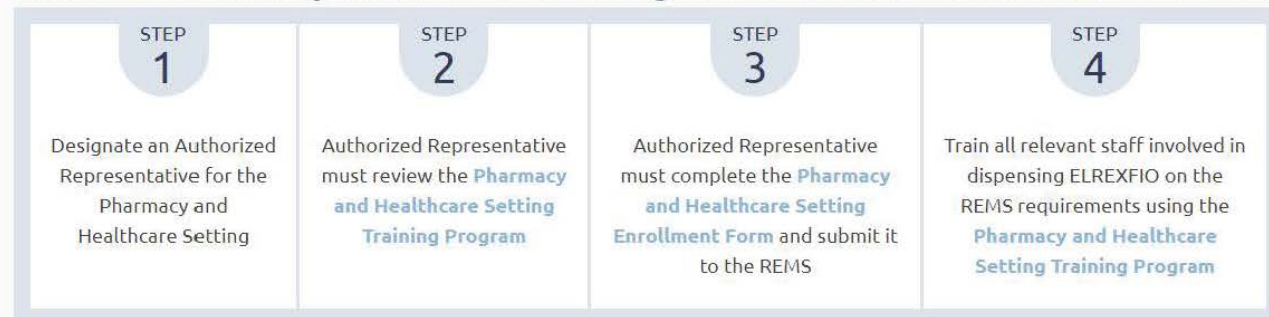 STEP
1
Designate an Authorized
Representative for the
Pharmacy and
Healthcare Setting
STEP
2
Authorized Representative
must review the Pharmacy
and Healthcare Setting
Training Program
STEP
3
Authorized Representative
must complete the Pharmacy
and Healthcare Setting
Enrollment Form and submit it
to the REMS
STEP
4
Train all relevant staff involved in
dispensing ELREXFIO on the
REMS requirements using the
Pharmacy and Healthcare
Setting Training Program